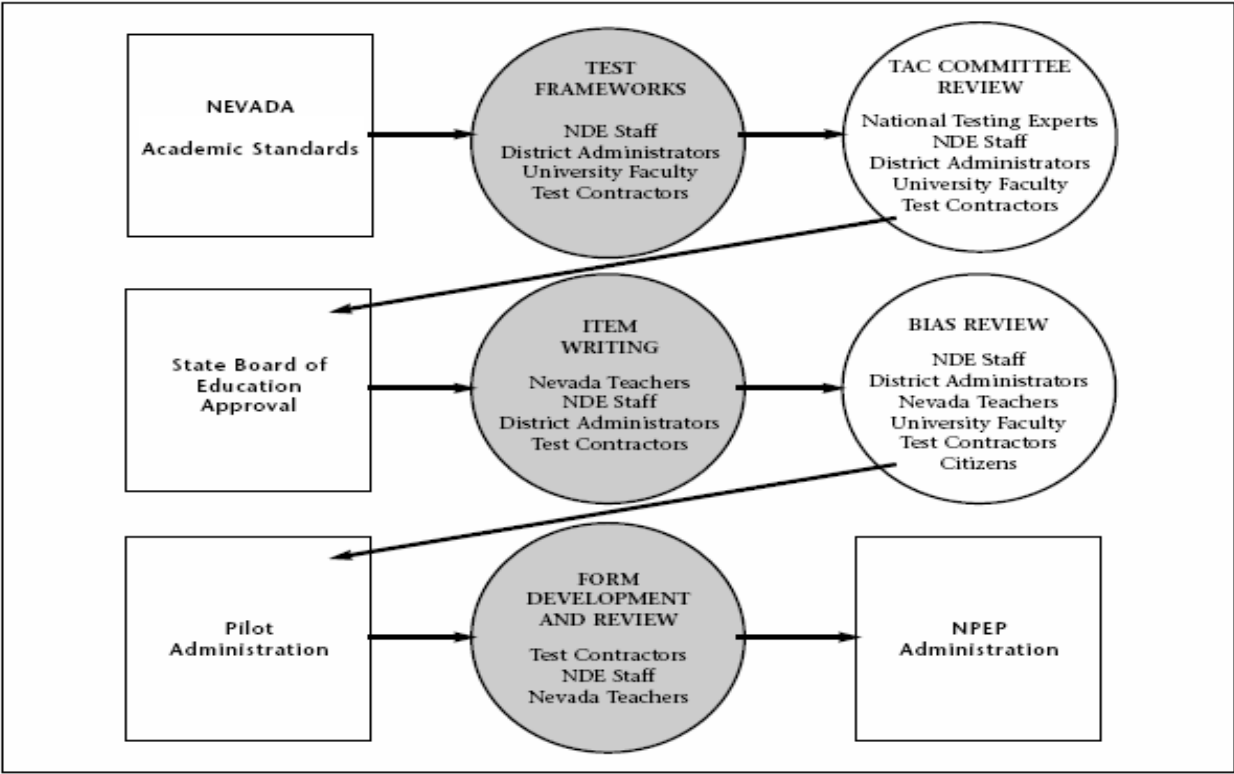 NEVADA
Academic Standards
TEST
FRAMEWORKS
NDE Staff
District Administrators
University Faculty
Test Contractors
TAC COMMITTEE
REVIEW
National Testing Experts
NDE Staff
District Administrators
University Faculty
Test Contractors
State Board of
Education
Approval
ITEM
WRITING
Nevada Teachers
NDE Staff
District Administrators
Test Contractors
BIAS REVIEW
NDE Staff
District Administrators
Nevada Teachers
University Faculty
Test Contractors
Citizens
Pilot
Administration
FORM
DEVELOPMENT
AND REVIEW
Test Contractors
NDE Staff
Nevada Teachers
NPEP
Administration